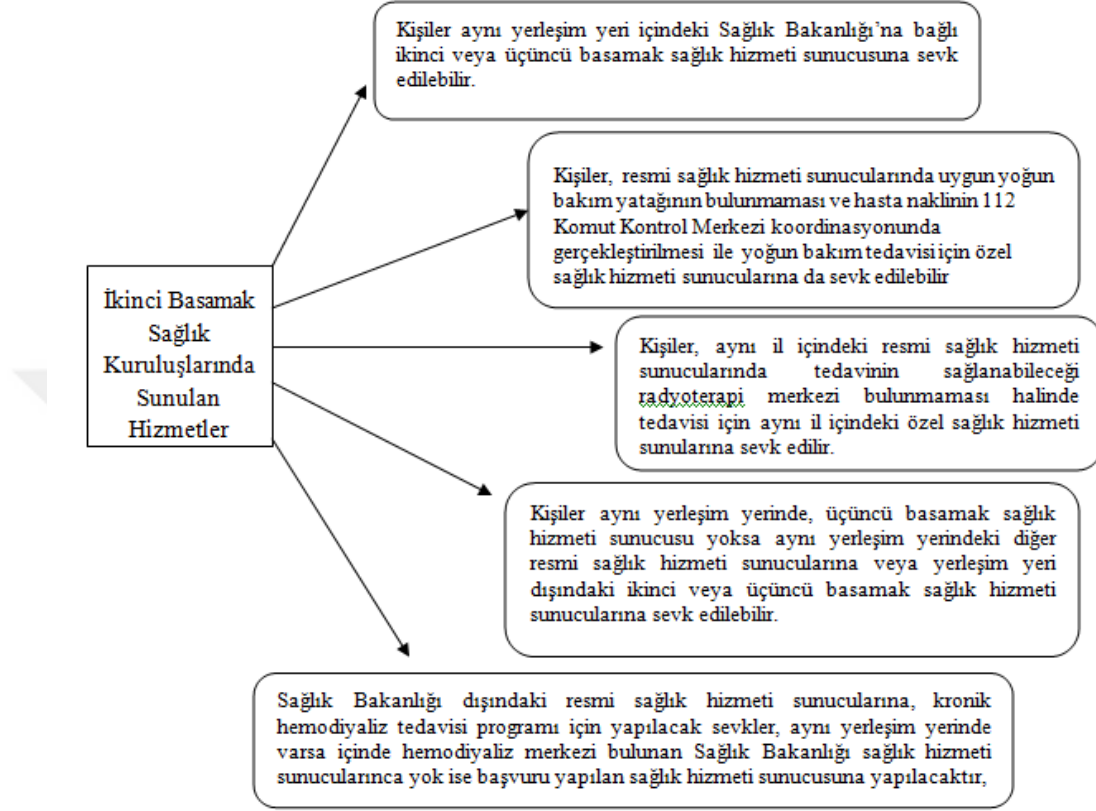 Kişiler aynı yerleşim yeri içindeki Sağlık Bakanlığı'na bağlı
ikinci veya üçüncü basamak sağlık hizmeti sunucusuna sevk
edilebilir.
Kişiler, resmi sağlık hizmeti sunucularında uygun yoğun
bakım yatağının bulunmaması ve hasta naklinin 112
Komut Kontrol Merkezi koordinasyonunda
gerçekleştirilmesi ile yoğun bakım tedavisi için özel
sağlık hizmeti sunucularına da sevk edilebilir
İkinci Basamak
Sağlık
Kuruluşlarında
Sunulan
Hizmetler
Kişiler, aynı il içindeki resmi sağlık hizmeti
sunucularında tedavinin sağlanabileceği
radyoterapi merkezi bulunmaması halinde
tedavisi için aynı il içindeki özel sağlık hizmeti
sunularına sevk edilir.
Kişiler aynı yerleşim yerinde, üçüncü basamak sağlık
hizmeti sunucusu yoksa aynı yerleşim yerindeki diğer
resmi sağlık hizmeti sunucularına veya yerleşim yeri
dışındaki ikinci veya üçüncü basamak sağlık hizmeti
sunucularına sevk edilebilir.
Sağlık Bakanlığı dışındaki resmi sağlık hizmeti sunucularına, kronik
hemodiyaliz tedavisi programı için yapılacak sevkler, aynı yerleşim yerinde
varsa içinde hemodiyaliz merkezi bulunan Sağlık Bakanlığı sağlık hizmeti
sunucularınca yok ise başvuru yapılan sağlık hizmeti sunucusuna yapılacaktır,